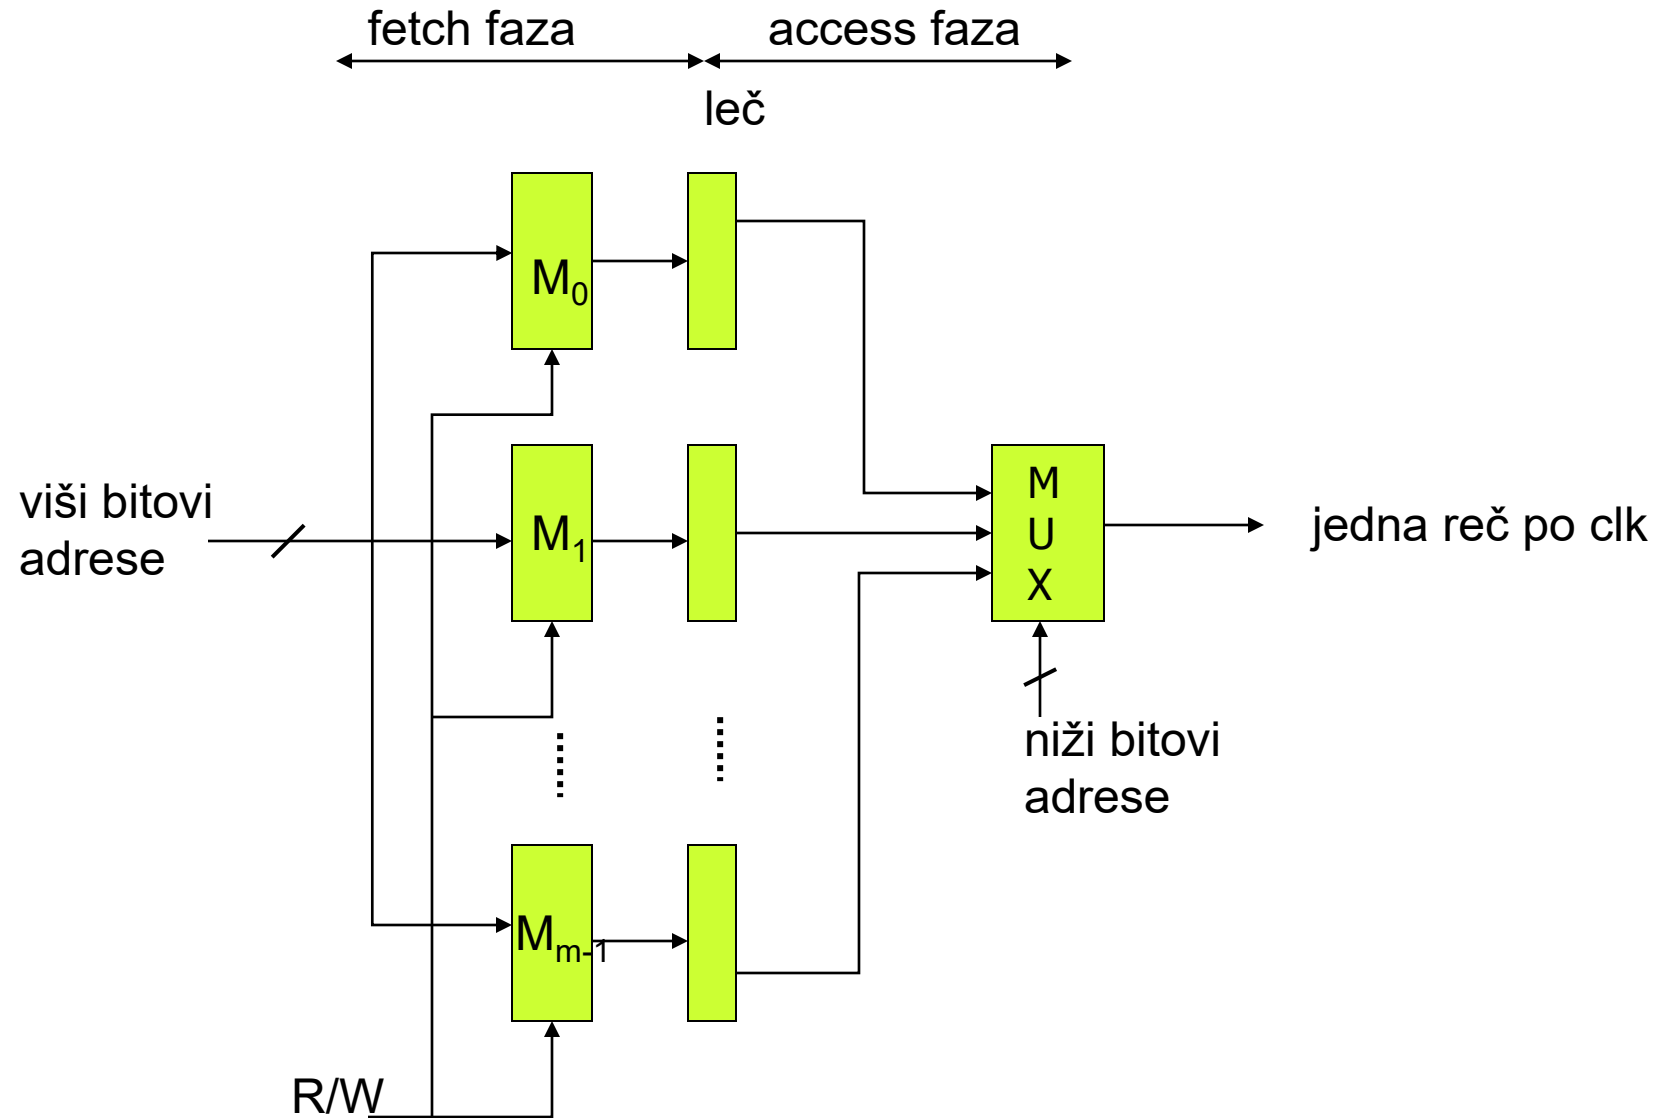 fetch faza
access faza
leč
M₀
viši bitovi
adrese
M₁
M
U
X
jedna reč po clk
niži bitovi
adrese
Mₘ₋₁
R/W